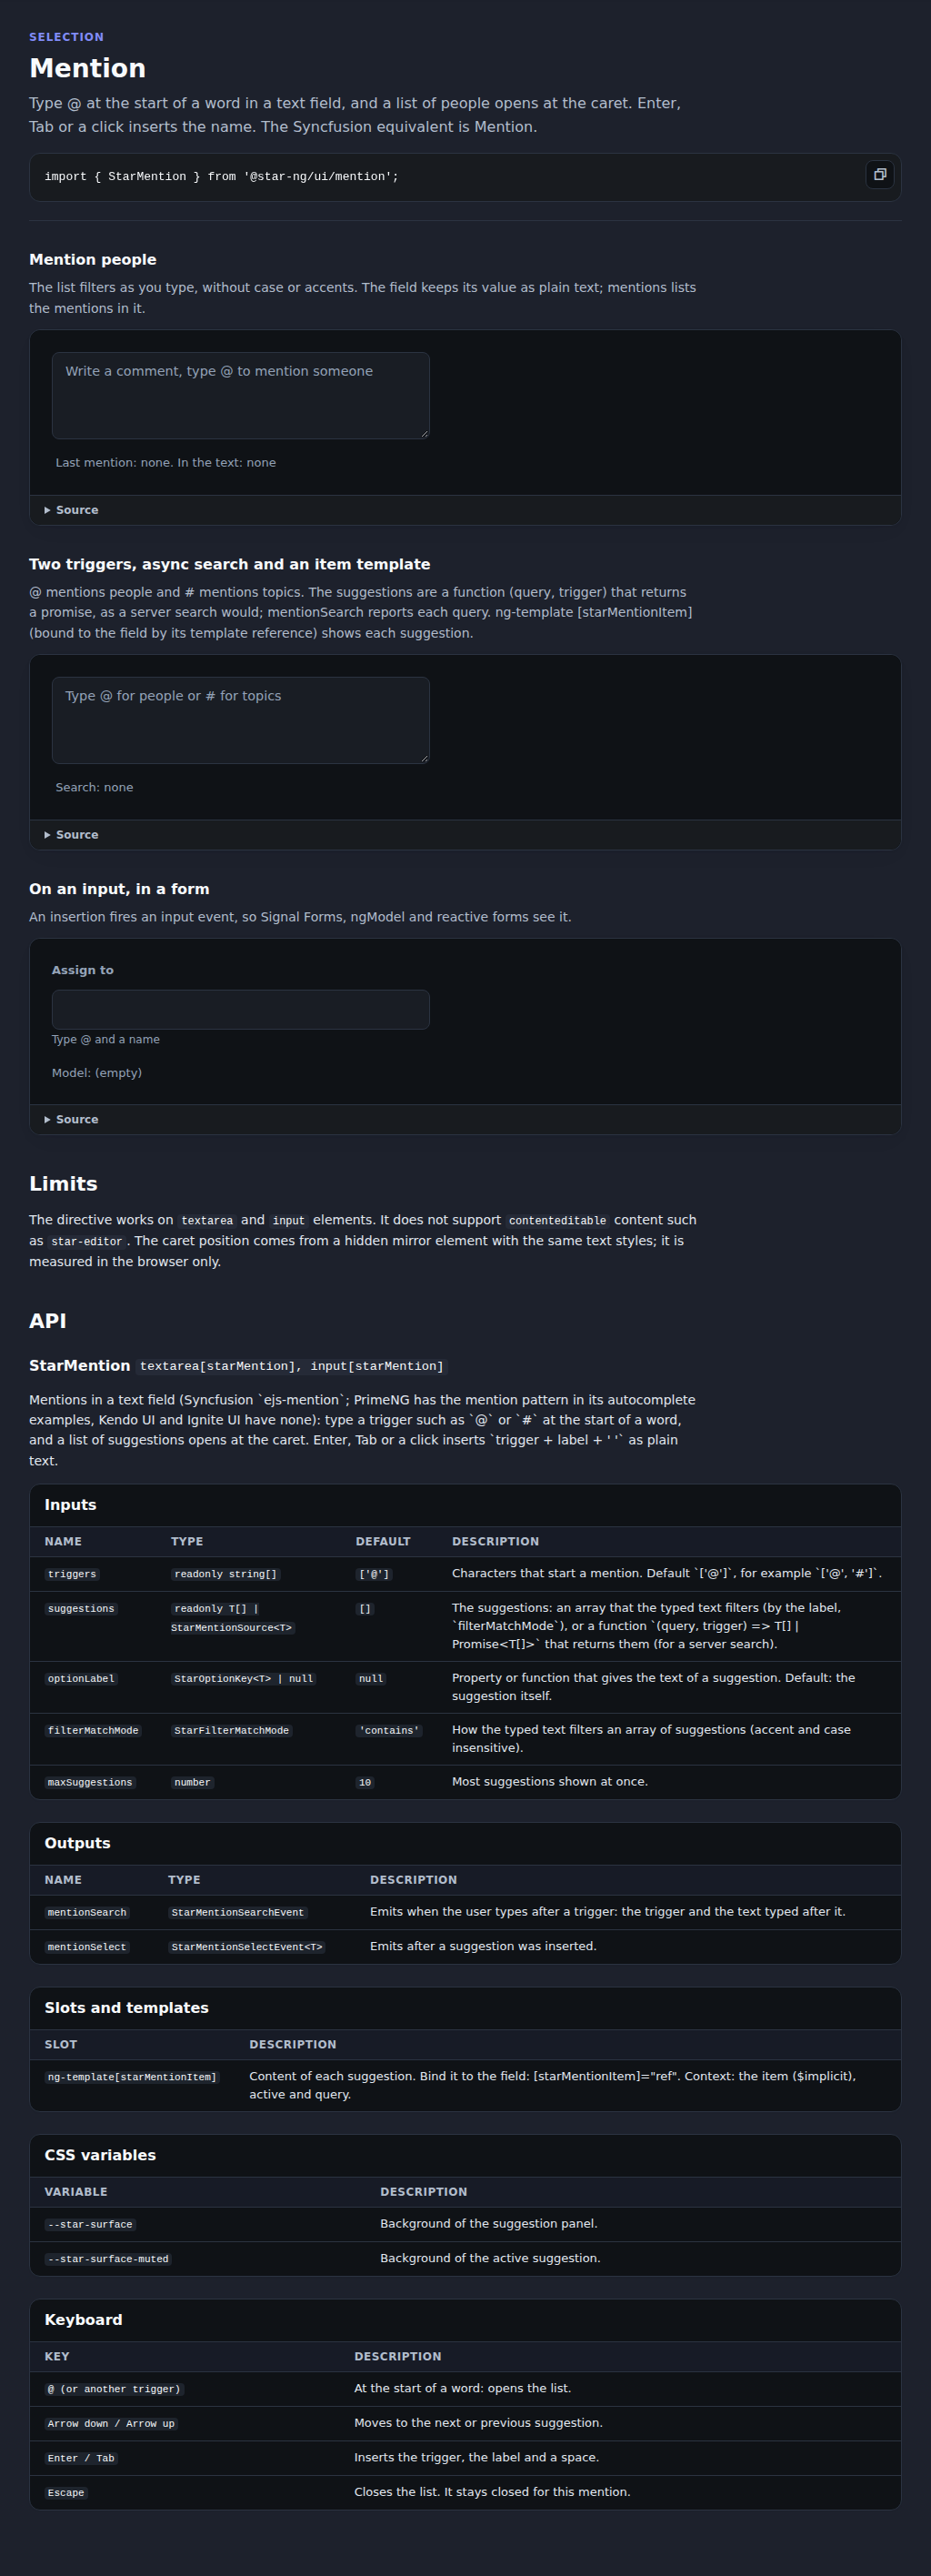 SELECTION
Mention
Type @ at the start of a word in a text field, and a list of people opens at the caret. Enter,
Tab or a click inserts the name. The Syncfusion equivalent is Mention.
import { StarMention } from '@star-ng/ui/mention';
Mention people
The list filters as you type, without case or accents. The field keeps its value as plain text; mentions lists
the mentions in it.
Write a comment, type @ to mention someone
Last mention: none. In the text: none
Source
Two triggers, async search and an item template
@ mentions people and # mentions topics. The suggestions are a function (query, trigger) that returns
a promise, as a server search would; mentionSearch reports each query. ng-template [starMentionItem]
(bound to the field by its template reference) shows each suggestion.
Type @ for people or # for topics
Search: none
Source
On an input, in a form
An insertion fires an input event, so Signal Forms, ngModel and reactive forms see it.
Assign to
Type @ and a name
Model: (empty)
Source
Limits
The directive works on textarea and input elements. It does not support contenteditable content such
as star-editor. The caret position comes from a hidden mirror element with the same text styles; it is
measured in the browser only.
API
StarMention textarea[starMention], input[starMention]
Mentions in a text field (Syncfusion `ejs-mention`; PrimeNG has the mention pattern in its autocomplete
examples, Kendo UI and Ignite UI have none): type a trigger such as `@` or `#` at the start of a word,
and a list of suggestions opens at the caret. Enter, Tab or a click inserts `trigger + label + ' '` as plain
text.
Inputs
NAME TYPE DEFAULT DESCRIPTION
triggers readonly string[] ['@'] Characters that start a mention. Default `['@']`, for example `['@', '#']`.
suggestions readonly T[] | [] The suggestions: an array that the typed text filters (by the label,
StarMentionSource<T> `filterMatchMode`), or a function `(query, trigger) => T[] |
Promise<T[]>` that returns them (for a server search).
optionLabel StarOptionKey<T> | null null Property or function that gives the text of a suggestion. Default: the
suggestion itself.
filterMatchMode StarFilterMatchMode 'contains' How the typed text filters an array of suggestions (accent and case
insensitive).
maxSuggestions number 10 Most suggestions shown at once.
Outputs
NAME TYPE DESCRIPTION
mentionSearch StarMentionSearchEvent Emits when the user types after a trigger: the trigger and the text typed after it.
mentionSelect StarMentionSelectEvent<T> Emits after a suggestion was inserted.
Slots and templates
SLOT DESCRIPTION
ng-template[starMentionItem] Content of each suggestion. Bind it to the field: [starMentionItem]="ref". Context: the item ($implicit),
active and query.
CSS variables
VARIABLE DESCRIPTION
--star-surface Background of the suggestion panel.
--star-surface-muted Background of the active suggestion.
Keyboard
KEY DESCRIPTION
@ (or another trigger) At the start of a word: opens the list.
Arrow down / Arrow up Moves to the next or previous suggestion.
Enter / Tab Inserts the trigger, the label and a space.
Escape Closes the list. It stays closed for this mention.